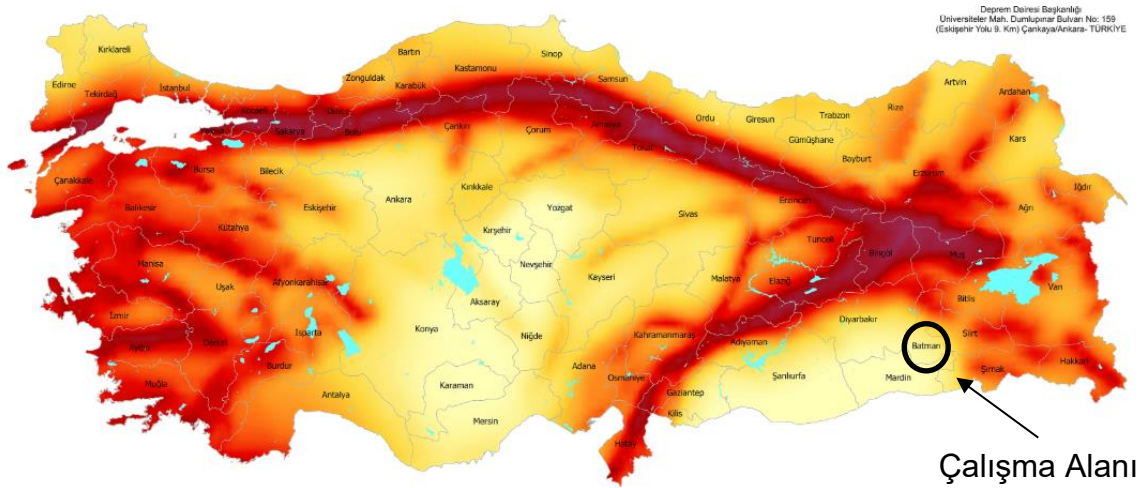 Deprem Dairesi Başkanlığı
Üniversiteler Mah. Dumlupınar Bulvarı No: 159
(Eskişehir Yolu 9. Km) Çankaya/Ankara- TÜRKİYE
Kırklareli
Edirne
Tekirdağ
İstanbul
Sakarya
Bolu
Zonguldak
Bartın
Karabük
Kastamonu
Sinop
Samsun
Çankırı
Çorum
Amasya
Tokat
Ordu
Giresun
Trabzon
Rize
Artvin
Ardahan
Kars
Gümüşhane
Bayburt
Erzurum
Erzincan
Iğdır
Ağrı
Çanakkale
Balıkesir
Bursa
Bilecik
Eskişehir
Kütahya
Ankara
Kırıkkale
Yozgat
Kırşehir
Sivas
Nevşehir
Kayseri
Malatya
Tunceli
Elazığ
Bingöl
Muş
Bitlis
Van
Manisa
Uşak
Afyonkarahisar
İzmir
Aydın
Denizli
Isparta
Burdur
Muğla
Antalya
Konya
Aksaray
Niğde
Karaman
Mersin
Adana
Kahramanmaraş
Osmaniye
Hatay
Gaziantep
Kilis
Adıyaman
Şanlıurfa
Diyarbakır
Mardin
Batman
Siirt
Şırnak
Hakkari
Çalışma Alanı